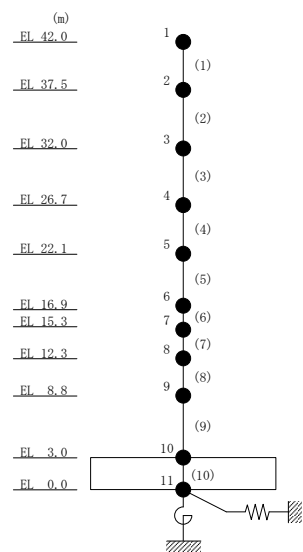 (m)
EL 42.0 1
(1)
EL 37.5 2
(2)
EL 32.0 3
(3)
EL 26.7 4
(4)
EL 22.1 5
(5)
EL 16.9 6
(6)
EL 15.3 7
(7)
EL 12.3 8
(8)
EL 8.8 9
(9)
EL 3.0 10
(10)
EL 0.0 11